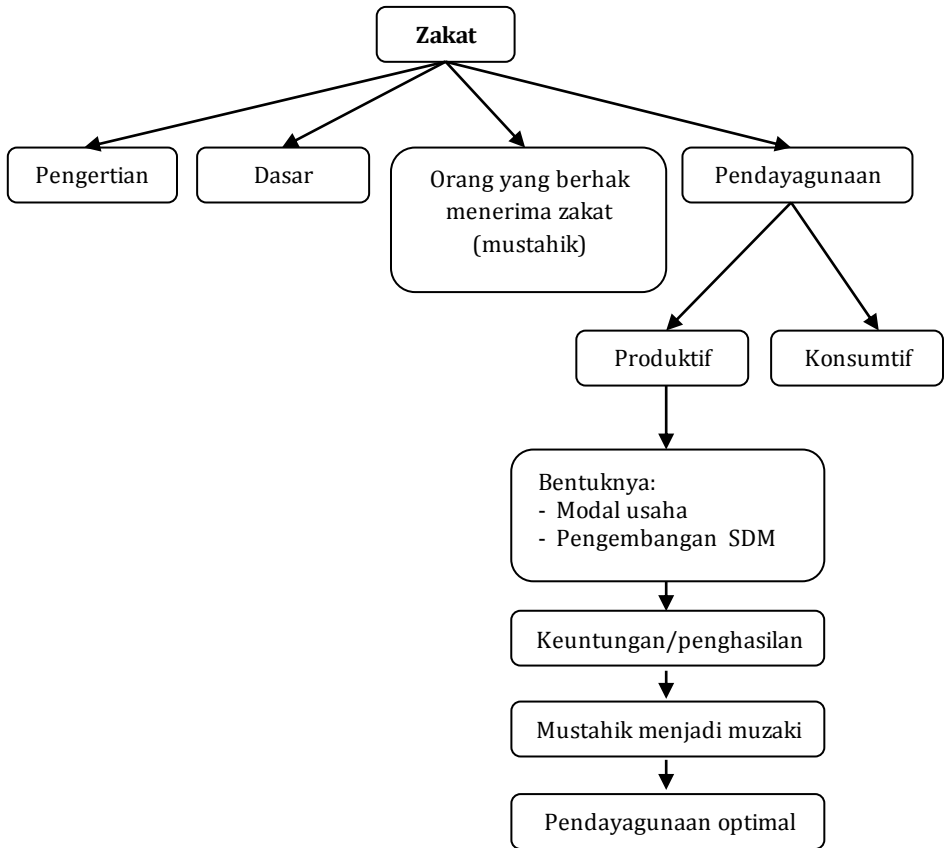 Zakat
Pengertian
Dasar
Orang yang berhak
menerima zakat
(mustahik)
Pendayagunaan
Produktif
Konsumtif
Bentuknya:
- Modal usaha
- Pengembangan SDM
Keuntungan/penghasilan
Mustahik menjadi muzaki
Pendayagunaan optimal